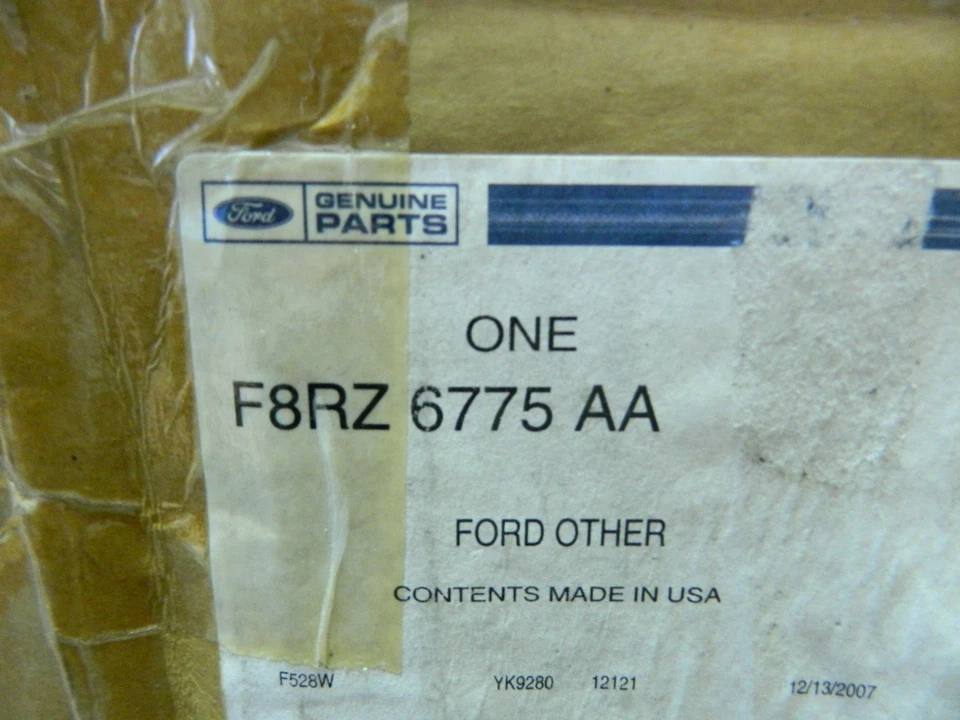 Ford GENUINE
PARTS
ONE
F8RZ 6775 AA
FORD OTHER
CONTENTS MADE IN USA
F528W YK9280 12121 12/13/2007